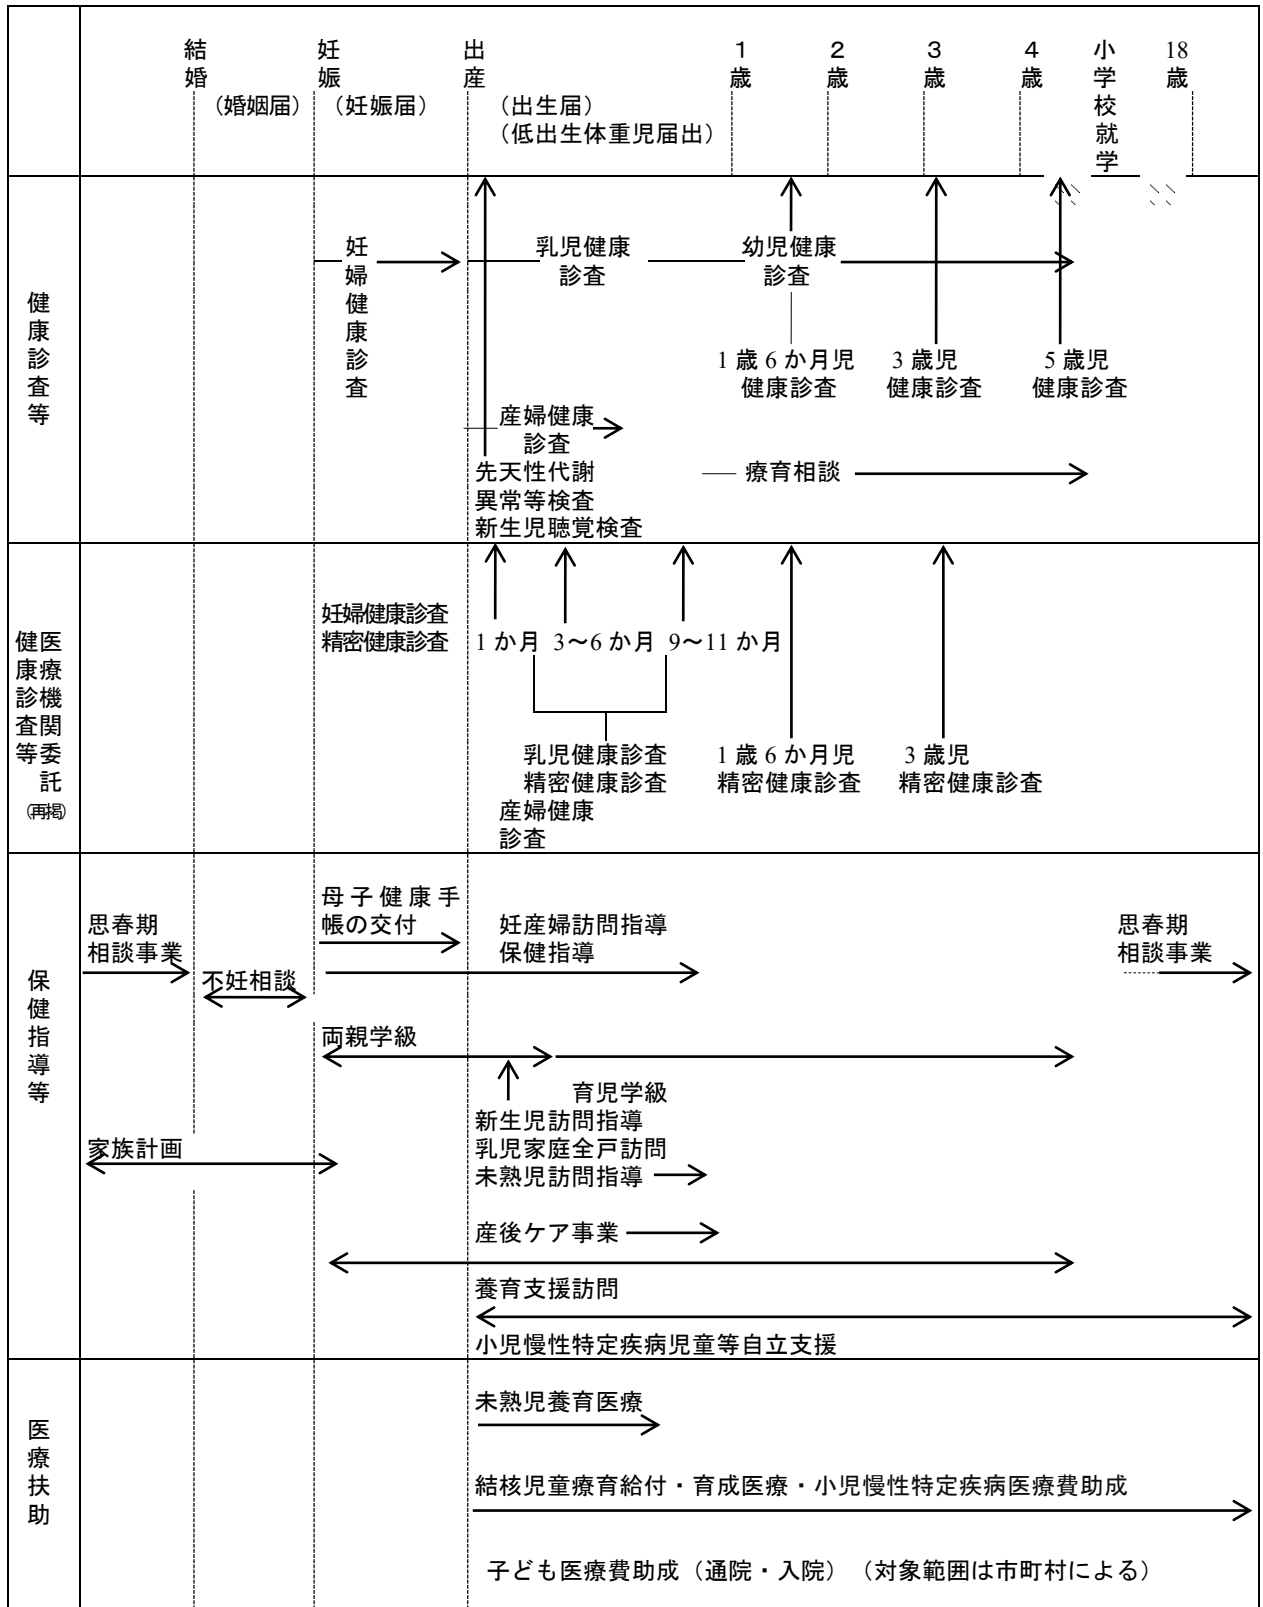 結婚
(婚姻届)
妊娠
(妊娠届)
出産
(出生届)
(低出生体重児届出)
1歳
2歳
3歳
4歳
小学校就学
18歳
健康診査等
妊婦健康診査
乳児健康
診査
幼児健康
診査
1歳6か月児
健康診査
3歳児
健康診査
5歳児
健康診査
産婦健康
診査
先天性代謝
異常等検査
新生児聴覚検査
療育相談
医療機関委託
健康診査等
(再掲)
妊婦健康診査
精密健康診査
1か月
3～6か月
9～11か月
乳児健康診査
精密健康診査
産婦健康
診査
1歳6か月児
精密健康診査
3歳児
精密健康診査
保健指導等
思春期
相談事業
不妊相談
母子健康手
帳の交付
妊産婦訪問指導
保健指導
思春期
相談事業
両親学級
育児学級
新生児訪問指導
乳児家庭全戸訪問
未熟児訪問指導
家族計画
産後ケア事業
養育支援訪問
小児慢性特定疾病児童等自立支援
医療扶助
未熟児養育医療
結核児童療育給付・育成医療・小児慢性特定疾病医療費助成
子ども医療費助成（通院・入院）（対象範囲は市町村による）